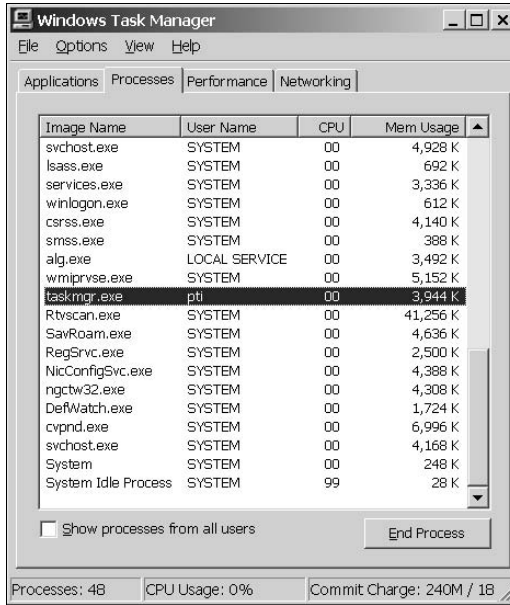 Windows Task Manager
File Options View Help
Applications Processes Performance Networking
Image Name User Name CPU Mem Usage
svchost.exe SYSTEM 00 4,928 K
lsass.exe SYSTEM 00 692 K
services.exe SYSTEM 00 3,336 K
winlogon.exe SYSTEM 00 612 K
csrss.exe SYSTEM 00 4,140 K
smss.exe SYSTEM 00 388 K
alg.exe LOCAL SERVICE 00 3,492 K
wmiprvse.exe SYSTEM 00 5,152 K
taskmgr.exe pti 00 3,944 K
Rtvscan.exe SYSTEM 00 41,256 K
SavRoam.exe SYSTEM 00 4,636 K
RegSrvc.exe SYSTEM 00 2,500 K
NicConfigSvc.exe SYSTEM 00 4,388 K
ngctw32.exe SYSTEM 00 4,308 K
DefWatch.exe SYSTEM 00 1,724 K
cvpnd.exe SYSTEM 00 6,996 K
svchost.exe SYSTEM 00 4,168 K
System SYSTEM 00 248 K
System Idle Process SYSTEM 99 28 K
Show processes from all users End Process
Processes: 48 CPU Usage: 0% Commit Charge: 240M / 18